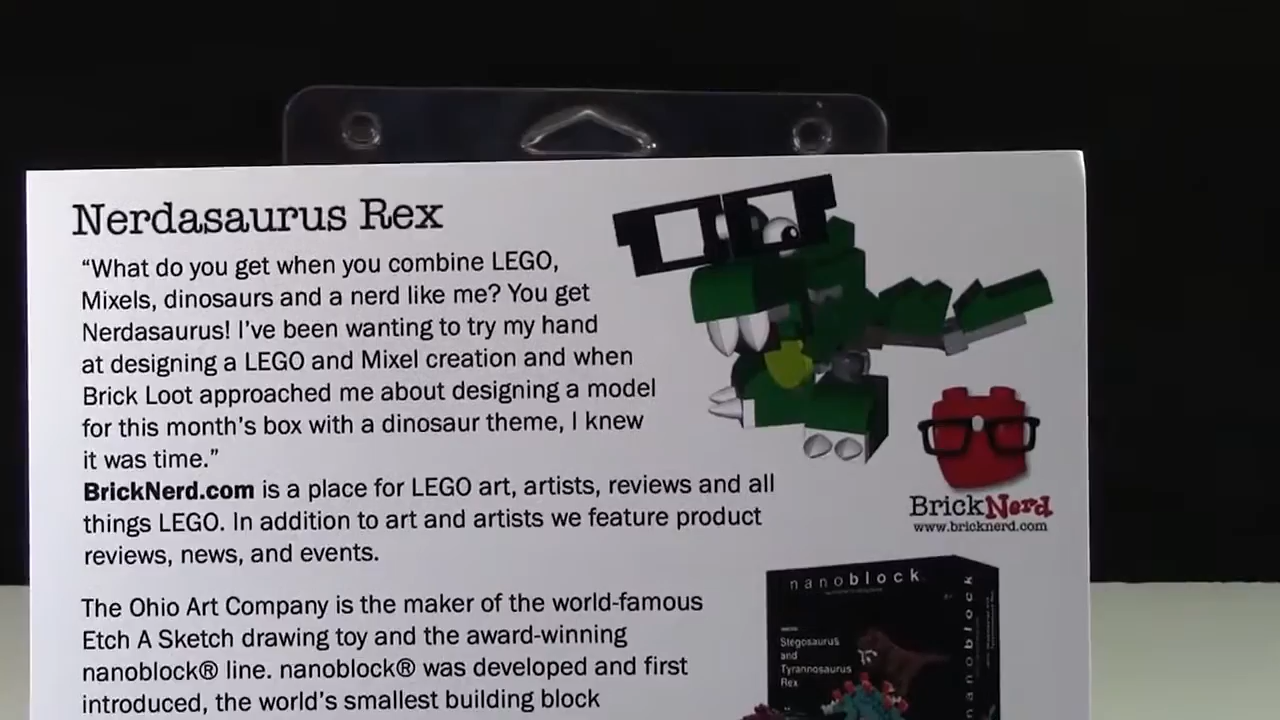 Nerdasaurus Rex
“What do you get when you combine LEGO,
Mixels, dinosaurs and a nerd like me? You get
Nerdasaurus! I’ve been wanting to try my hand
at designing a LEGO and Mixel creation and when
Brick Loot approached me about designing a model
for this month’s box with a dinosaur theme, I knew
it was time.”
BrickNerd.com is a place for LEGO art, artists, reviews and all
things LEGO. In addition to art and artists we feature product
reviews, news, and events.
BrickNerd
www.bricknerd.com
The Ohio Art Company is the maker of the world-famous
Etch A Sketch drawing toy and the award-winning
nanoblock® line. nanoblock® was developed and first
introduced, the world’s smallest building block
nanoblock
Stegosaurus
and
Tyrannosaurus
Rex
nanoblock